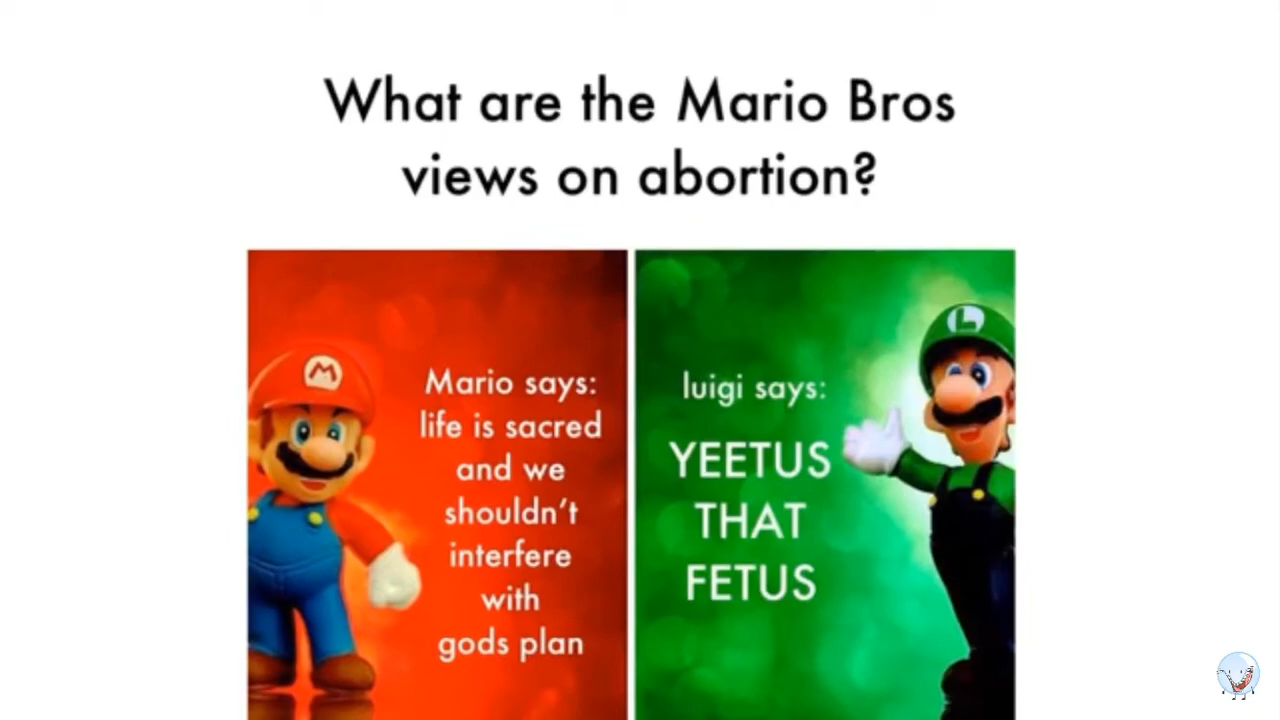 What are the Mario Bros
views on abortion?
M
Mario says:
life is sacred
and we
shouldn't
interfere
with
gods plan
L
luigi says:
YEETUS
THAT
FETUS